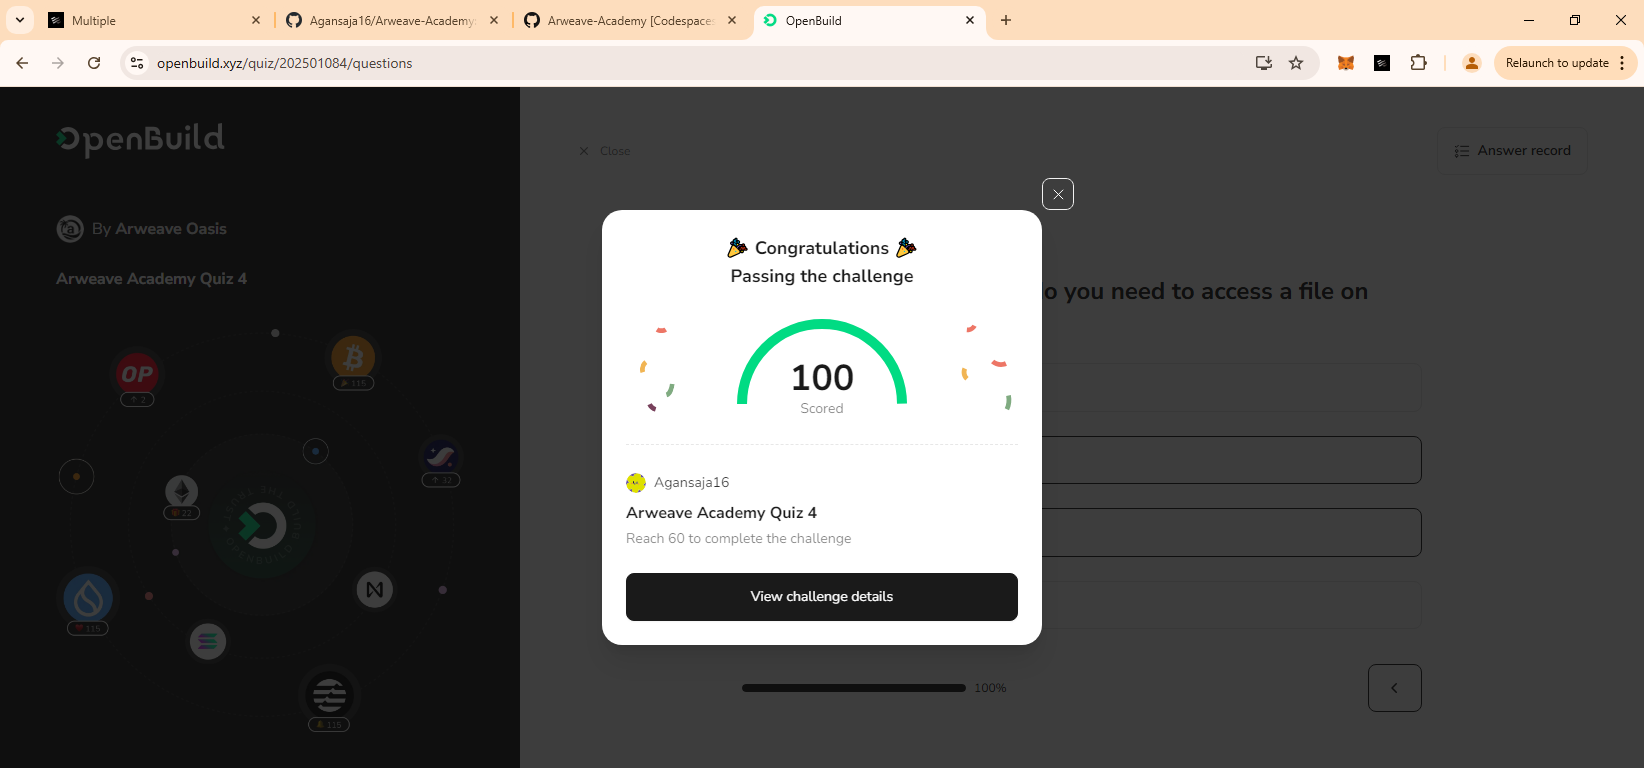 Multiple
Agansaja16/Arweave-Academy:
Arweave-Academy [Codespaces
OpenBuild
openbuild.xyz/quiz/202501084/questions
Relaunch to update
OpenBuild
By Arweave Oasis
Arweave Academy Quiz 4
OP
2
115
32
22
115
115
Close
Answer record
o you need to access a file on
Congratulations
Passing the challenge
100
Scored
Agansaja16
Arweave Academy Quiz 4
Reach 60 to complete the challenge
View challenge details
100%